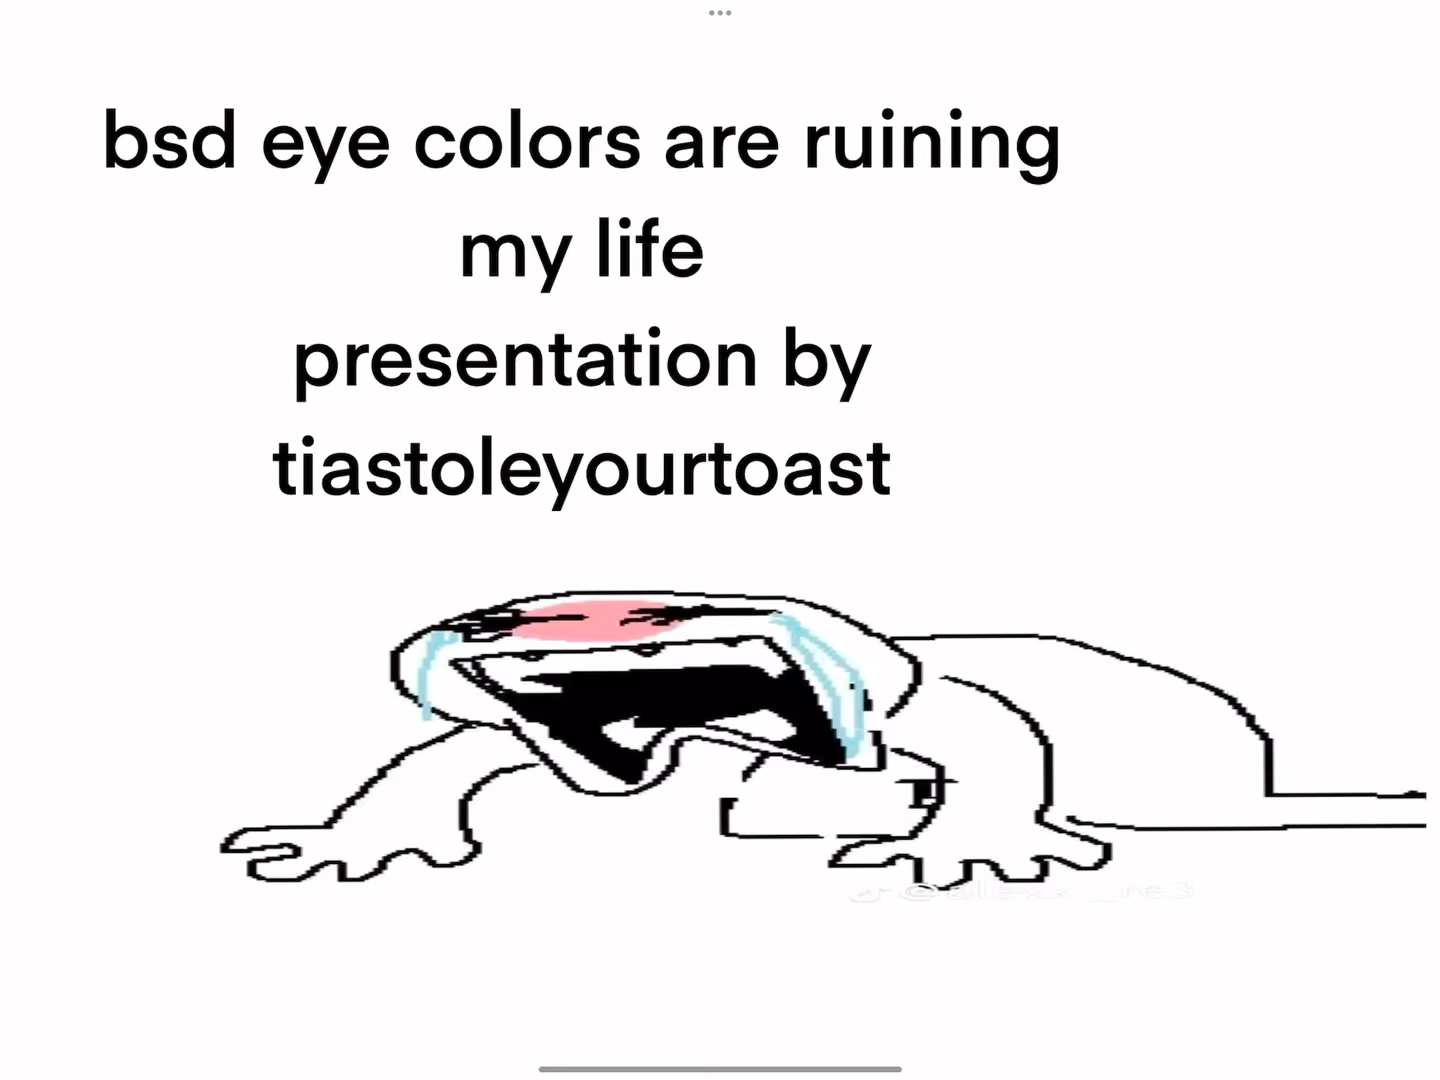 bsd eye colors are ruining
my life
presentation by
tiastoleyourtoast